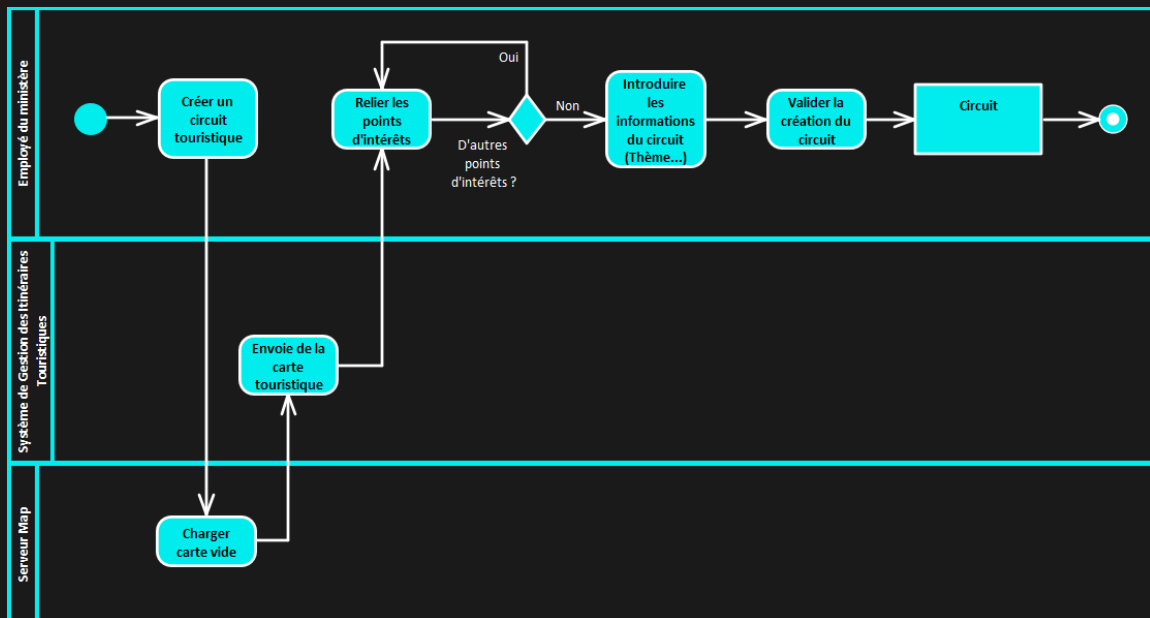 Employé du ministère
Créer un
circuit
touristique
Relier les
points
d'intérêts
Oui
D'autres
points
d'intérêts ?
Non
Introduire
les
informations
du circuit
(Thème...)
Valider la
création du
circuit
Circuit
Système de Gestion des Itinéraires
Touristiques
Envoie de la
carte
touristique
Serveur Map
Charger
carte vide